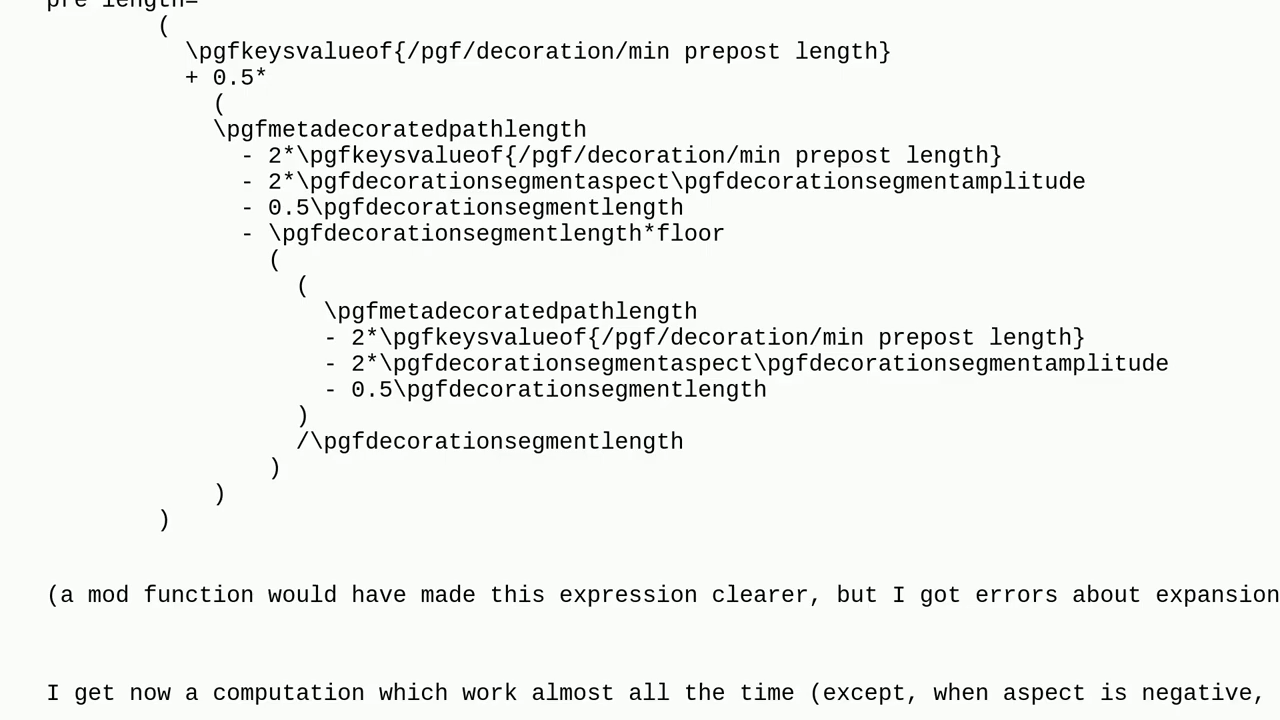 pre length=
(
\pgfkeysvalueof{/pgf/decoration/min prepost length}
+ 0.5*
(
\pgfmetadecoratedpathlength
- 2*\pgfkeysvalueof{/pgf/decoration/min prepost length}
- 2*\pgfdecorationsegmentaspect\pgfdecorationsegmentamplitude
- 0.5\pgfdecorationsegmentlength
- \pgfdecorationsegmentlength*floor
(
(
\pgfmetadecoratedpathlength
- 2*\pgfkeysvalueof{/pgf/decoration/min prepost length}
- 2*\pgfdecorationsegmentaspect\pgfdecorationsegmentamplitude
- 0.5\pgfdecorationsegmentlength
)
/\pgfdecorationsegmentlength
)
)
)
(a mod function would have made this expression clearer, but I got errors about expansion
I get now a computation which work almost all the time (except, when aspect is negative,